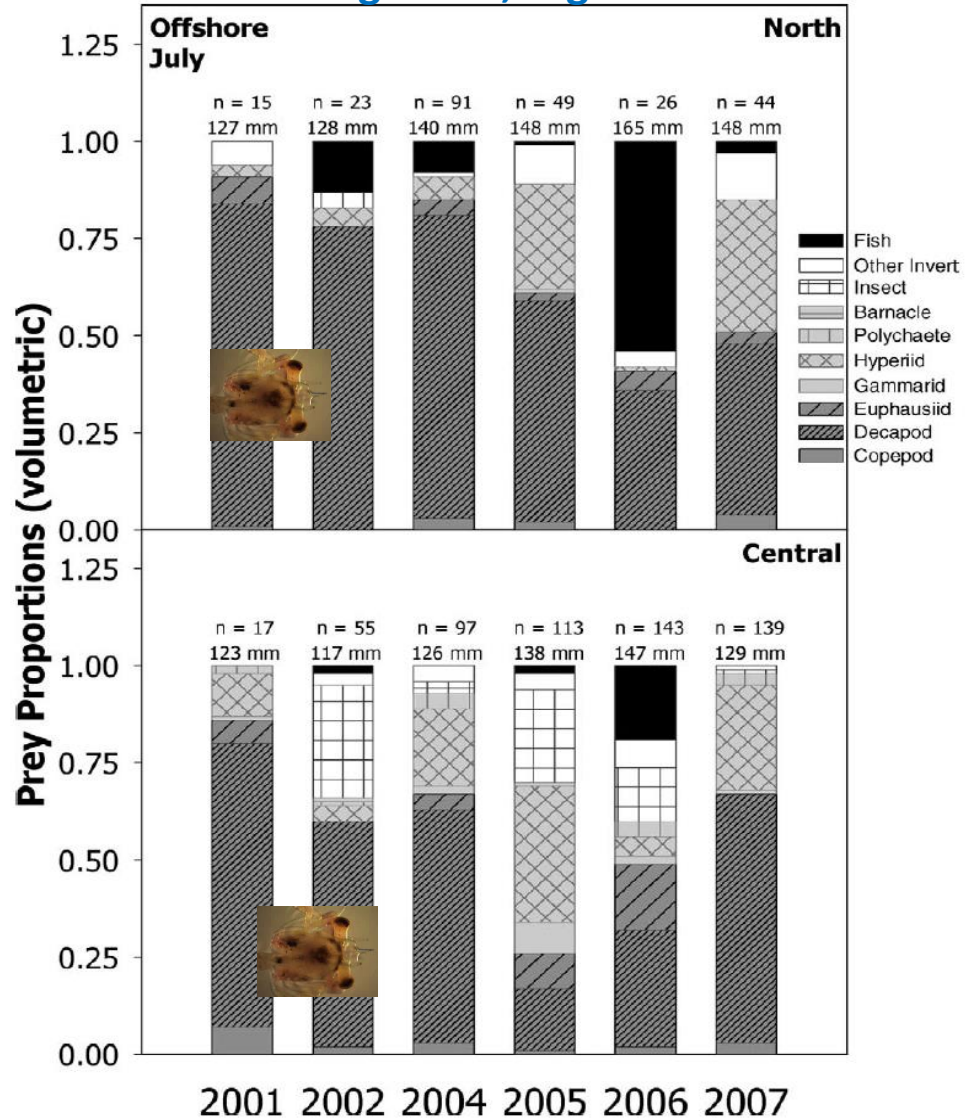 Offshore
July
North
1.25
1.00
0.75
0.50
0.25
0.00
n = 15
127 mm
n = 23
128 mm
n = 91
140 mm
n = 49
148 mm
n = 26
165 mm
n = 44
148 mm
Fish
Other Invert
Insect
Barnacle
Polychaete
Hyperiid
Gammarid
Euphausiid
Decapod
Copepod
Prey Proportions (volumetric)
Central
1.25
1.00
0.75
0.50
0.25
0.00
n = 17
123 mm
n = 55
117 mm
n = 97
126 mm
n = 113
138 mm
n = 143
147 mm
n = 139
129 mm
2001 2002 2004 2005 2006 2007